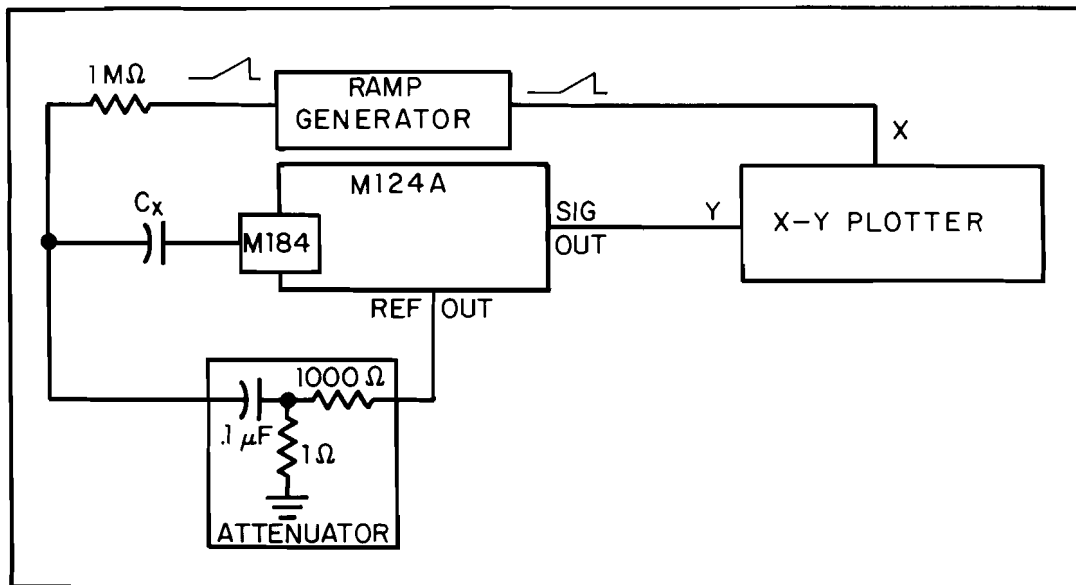 1MΩ
RAMP
GENERATOR
X
M124A
Cx
M184
SIG
OUT
Y
X-Y PLOTTER
REF OUT
1000 Ω
.1 µF
1Ω
ATTENUATOR